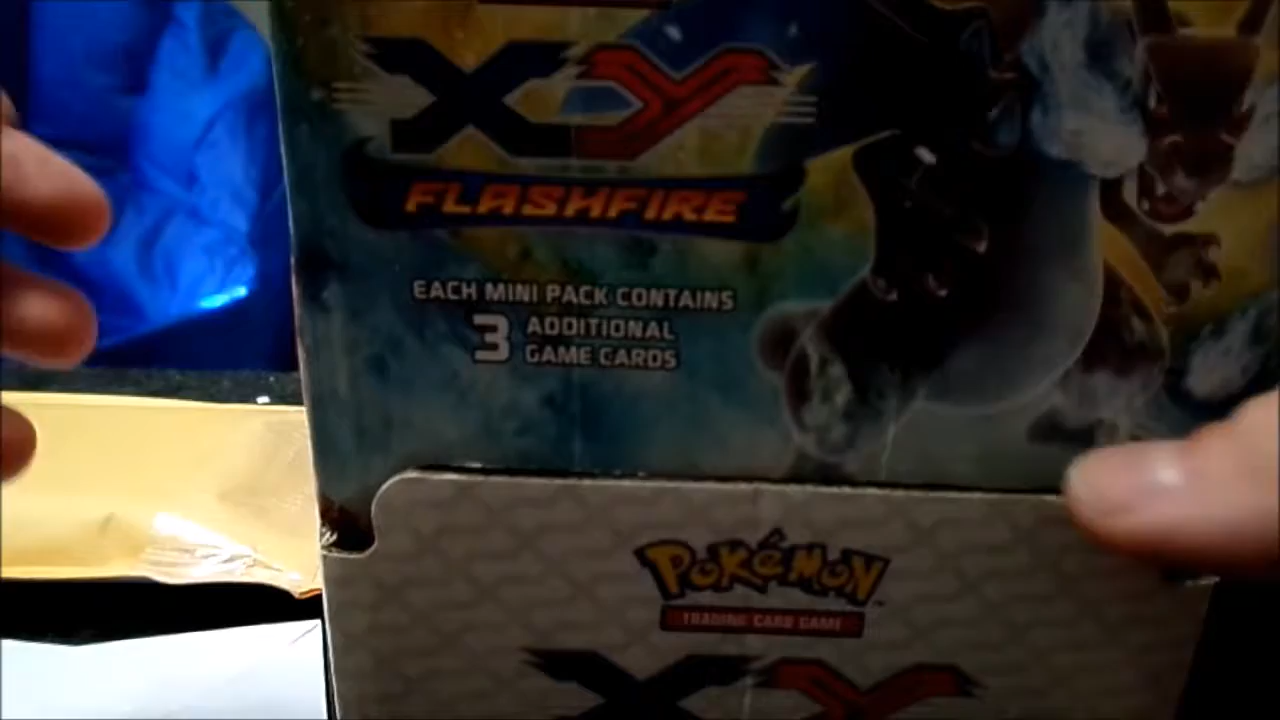 XY
FLASHFIRE
EACH MINI PACK CONTAINS
3 ADDITIONAL
GAME CARDS
POKéMON
TRADING CARD GAME
XY